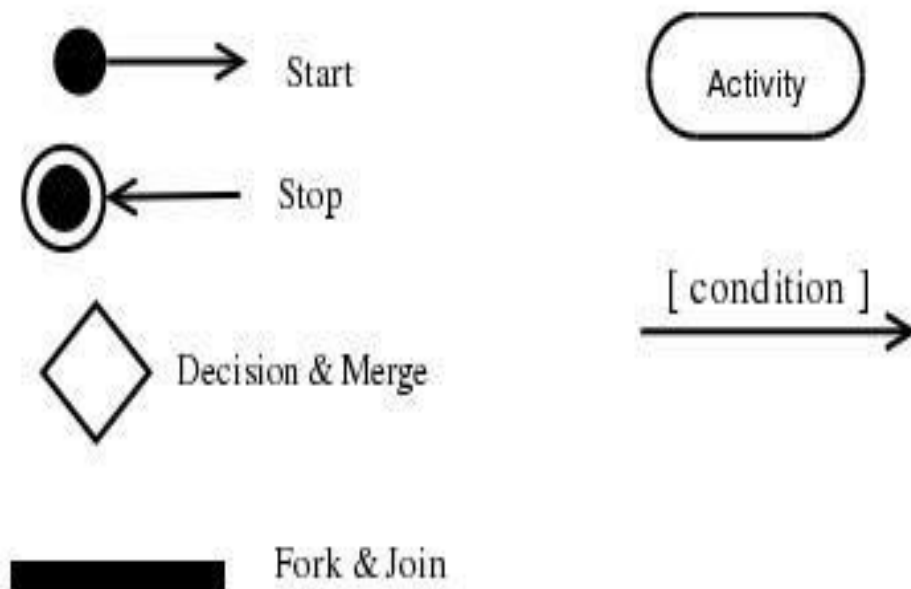 Start
Activity
Stop
[ condition ]
Decision & Merge
Fork & Join